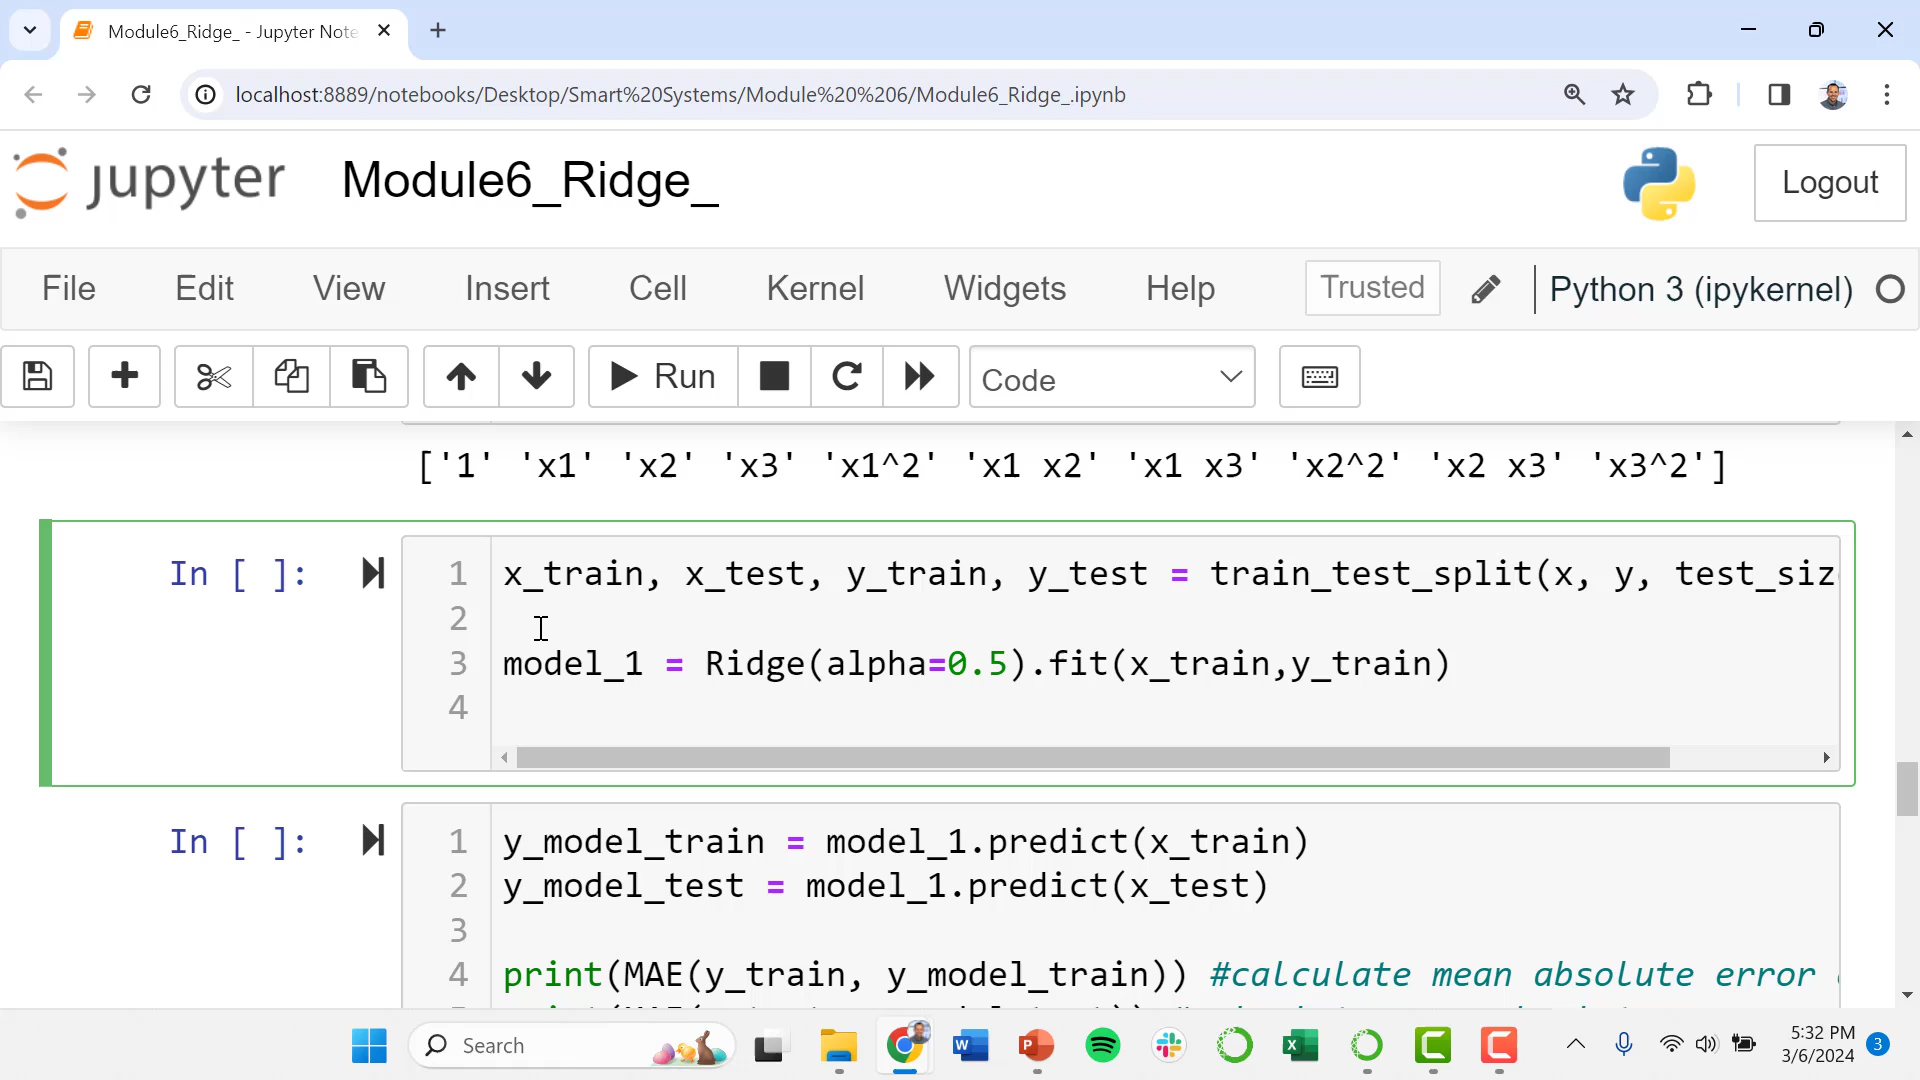 Module6_Ridge_ - Jupyter Note
localhost:8889/notebooks/Desktop/Smart%20Systems/Module%20%206/Module6_Ridge_.ipynb
jupyter Module6_Ridge_ Logout
File Edit View Insert Cell Kernel Widgets Help Trusted Python 3 (ipykernel)
Run Code
['1' 'x1' 'x2' 'x3' 'x1^2' 'x1 x2' 'x1 x3' 'x2^2' 'x2 x3' 'x3^2']
In [ ]: 1 x_train, x_test, y_train, y_test = train_test_split(x, y, test_siz
2
3 model_1 = Ridge(alpha=0.5).fit(x_train,y_train)
4
In [ ]: 1 y_model_train = model_1.predict(x_train)
2 y_model_test = model_1.predict(x_test)
3
4 print(MAE(y_train, y_model_train)) #calculate mean absolute error
Search W P X 5:32 PM
3/6/2024 3